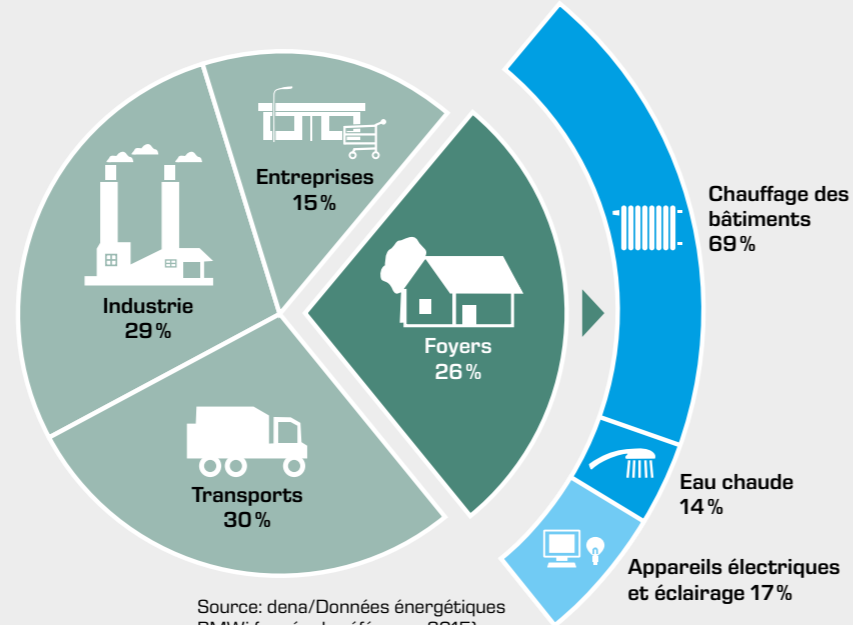 Entreprises
15 %
Industrie
29 %
Foyers
26 %
Transports
30 %
Chauffage des
bâtiments
69 %
Eau chaude
14 %
Appareils électriques
et éclairage 17 %
Source: dena/Données énergétiques